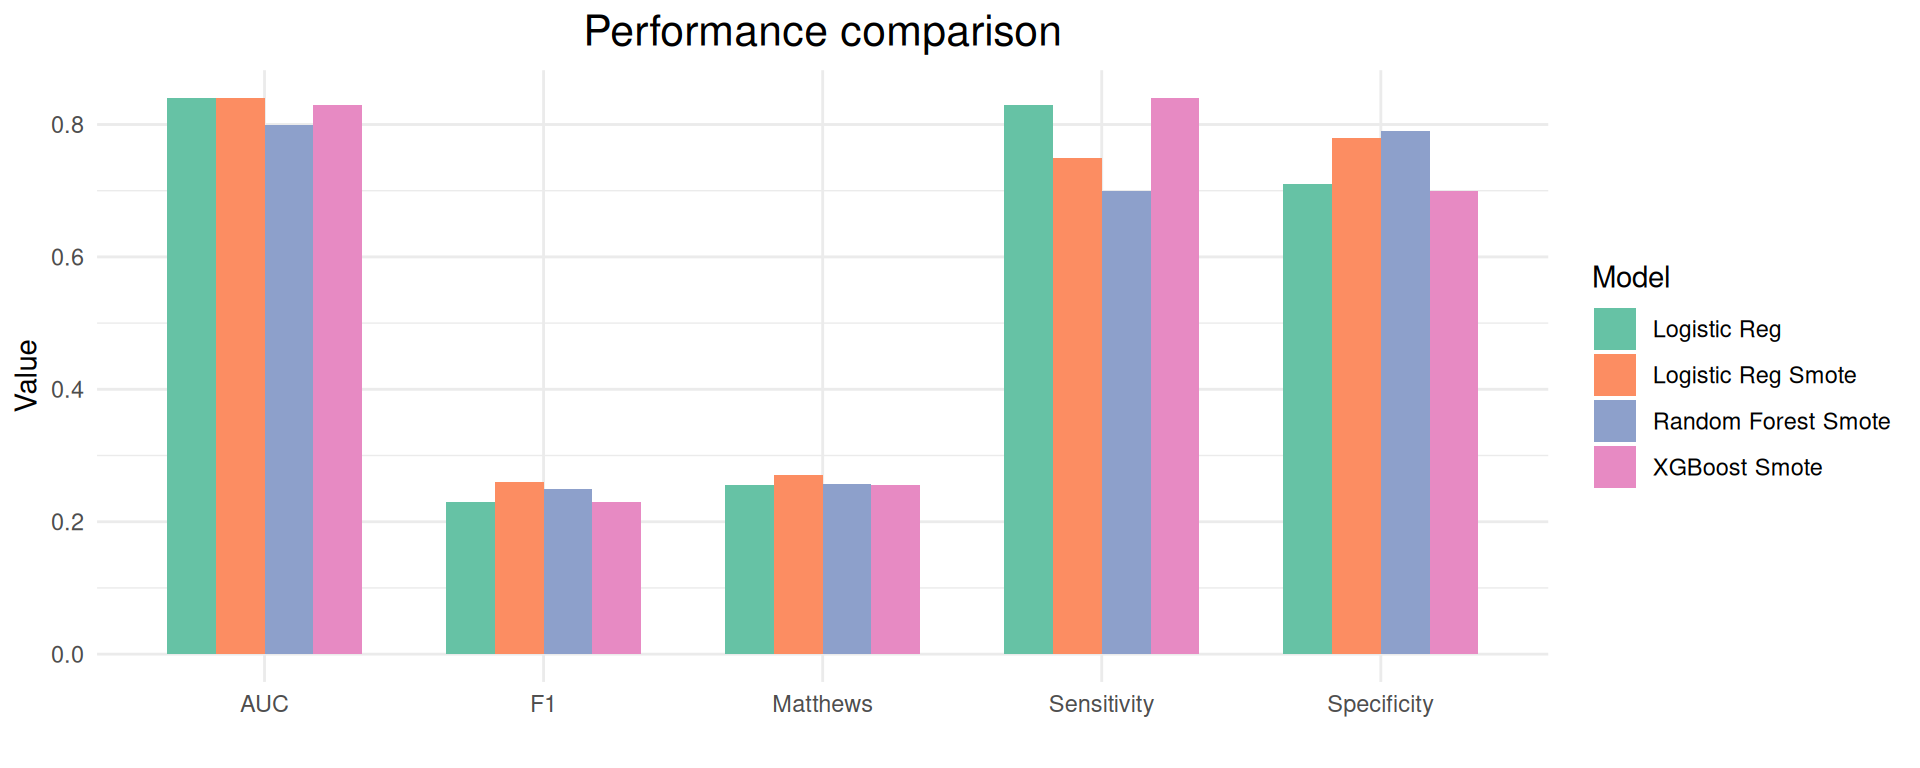 Performance comparison
Value
0.8
0.6
0.4
0.2
0.0
AUC
F1
Matthews
Sensitivity
Specificity
Model
Logistic Reg
Logistic Reg Smote
Random Forest Smote
XGBoost Smote